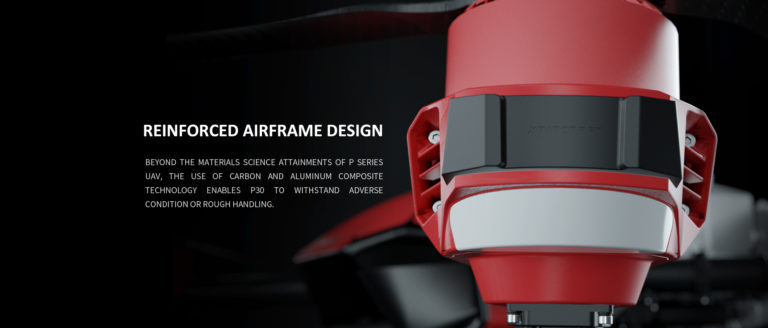 REINFORCED AIRFRAME DESIGN
BEYOND THE MATERIALS SCIENCE ATTAINMENTS OF P SERIES
UAV, THE USE OF CARBON AND ALUMINUM COMPOSITE
TECHNOLOGY ENABLES P30 TO WITHSTAND ADVERSE
CONDITION OR ROUGH HANDLING.